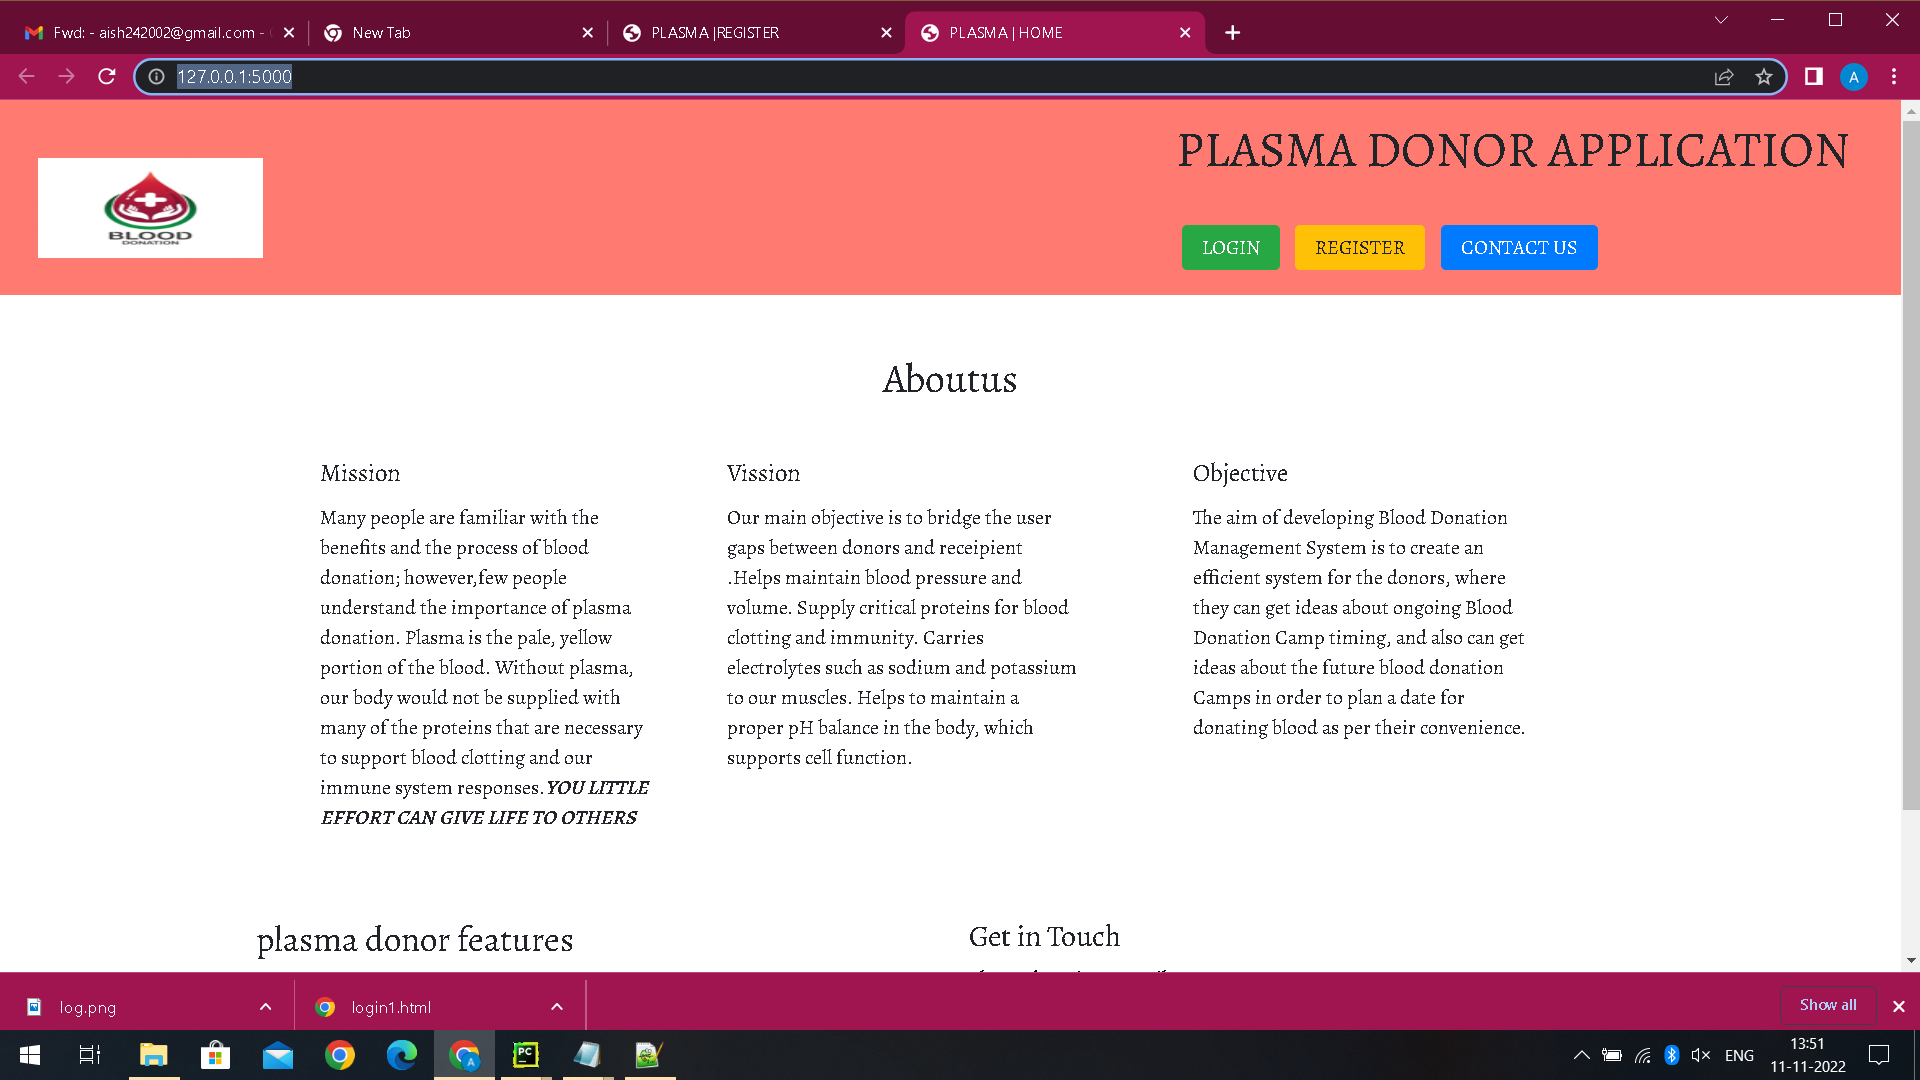 Fwd: - aish242002@gmail.com -
New Tab
PLASMA |REGISTER
PLASMA | HOME
127.0.0.1:5000
A
PLASMA DONOR APPLICATION
BLOOD
DONATION
LOGIN
REGISTER
CONTACT US
Aboutus
Mission
Many people are familiar with the
benefits and the process of blood
donation; however,few people
understand the importance of plasma
donation. Plasma is the pale, yellow
portion of the blood. Without plasma,
our body would not be supplied with
many of the proteins that are necessary
to support blood clotting and our
immune system responses.YOU LITTLE
EFFORT CAN GIVE LIFE TO OTHERS
Vission
Our main objective is to bridge the user
gaps between donors and receipient
.Helps maintain blood pressure and
volume. Supply critical proteins for blood
clotting and immunity. Carries
electrolytes such as sodium and potassium
to our muscles. Helps to maintain a
proper pH balance in the body, which
supports cell function.
Objective
The aim of developing Blood Donation
Management System is to create an
efficient system for the donors, where
they can get ideas about ongoing Blood
Donation Camp timing, and also can get
ideas about the future blood donation
Camps in order to plan a date for
donating blood as per their convenience.
plasma donor features
Get in Touch
log.png
login1.html
Show all
A
PC
ENG
13:51
11-11-2022